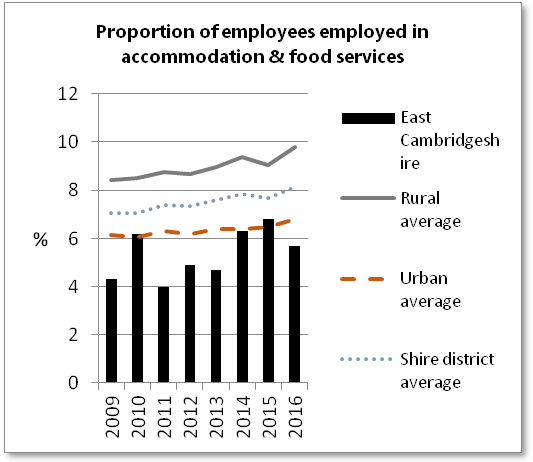 Proportion of employees employed in
accommodation & food services
12
10
8
6
4
2
0
%
2009
2010
2011
2012
2013
2014
2015
2016
East
Cambridgesh
ire
Rural
average
Urban
average
Shire district
average